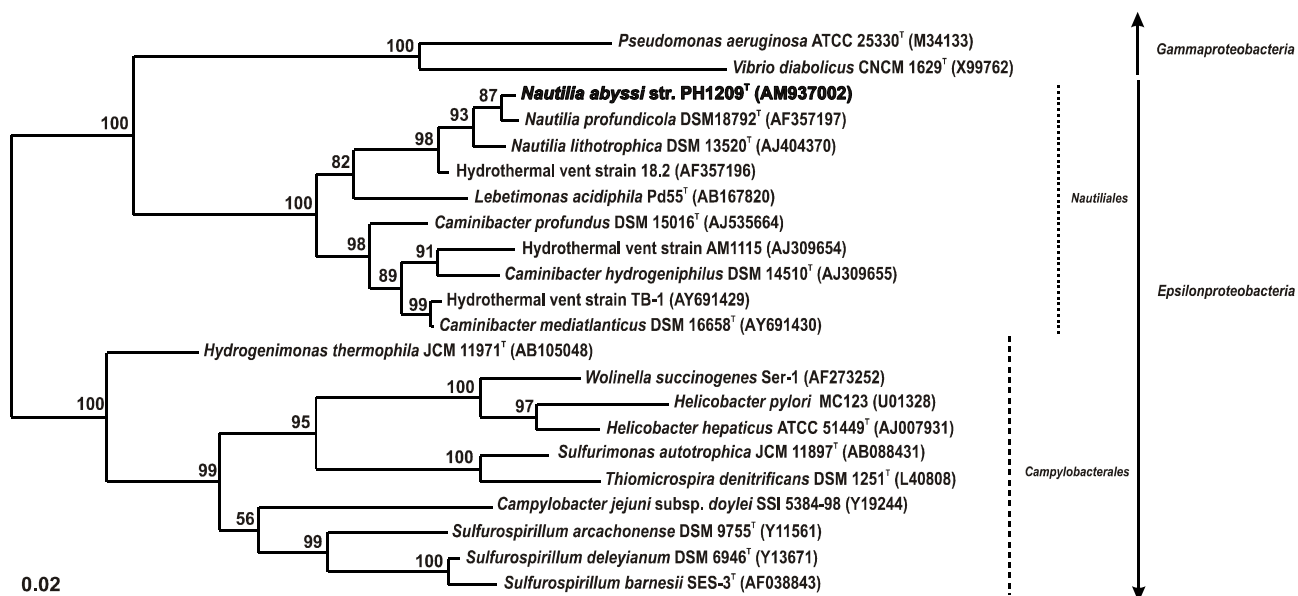 100
Pseudomonas aeruginosa ATCC 25330T (M34133)
Gammaproteobacteria
Vibrio diabolicus CNCM 1629T (X99762)
87
Nautilia abyssi str. PH1209T (AM937002)
93
Nautilia profundicola DSM18792T (AF357197)
100
98
Nautilia lithotrophica DSM 13520T (AJ404370)
82
Hydrothermal vent strain 18.2 (AF357196)
100
Lebetimonas acidiphila Pd55T (AB167820)
Nautiliales
98
Caminibacter profundus DSM 15016T (AJ535664)
91
Hydrothermal vent strain AM1115 (AJ309654)
89
Caminibacter hydrogeniphilus DSM 14510T (AJ309655)
Epsilonproteobacteria
99
Hydrothermal vent strain TB-1 (AY691429)
Caminibacter mediatlanticus DSM 16658T (AY691430)
Hydrogenimonas thermophila JCM 11971T (AB105048)
100
100
Wolinella succinogenes Ser-1 (AF273252)
97
Helicobacter pylori MC123 (U01328)
95
Helicobacter hepaticus ATCC 51449T (AJ007931)
99
100
Sulfurimonas autotrophica JCM 11897T (AB088431)
Campylobacterales
Thiomicrospira denitrificans DSM 1251T (L40808)
56
Campylobacter jejuni subsp. doylei SSI 5384-98 (Y19244)
99
Sulfurospirillum arcachonense DSM 9755T (Y11561)
100
Sulfurospirillum deleyianum DSM 6946T (Y13671)
0.02
Sulfurospirillum barnesii SES-3T (AF038843)